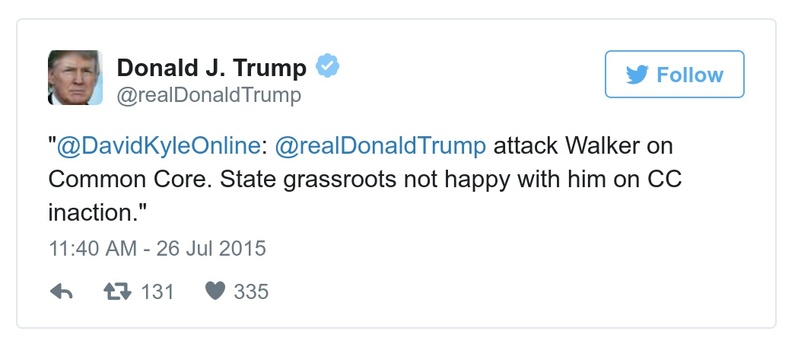 Donald J. Trump
@realDonaldTrump
Follow
"@DavidKyleOnline: @realDonaldTrump attack Walker on
Common Core. State grassroots not happy with him on CC
inaction."
11:40 AM - 26 Jul 2015
131 335